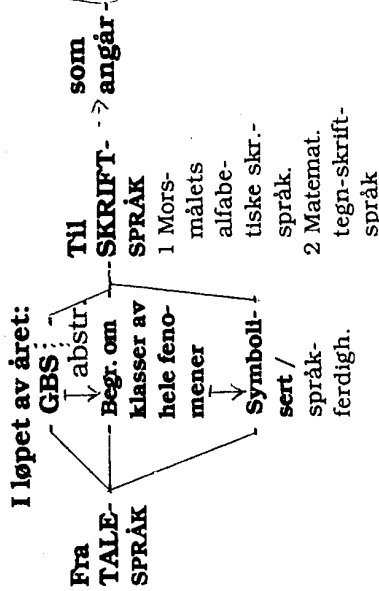 I løpet av året:
Fra
TALE-
SPRÅK
GBS
abstr.
Begr. om
klasser av
hele feno-
mener
Symboli-
sert /
språk-
ferdigh.
Til
SKRIFT-
SPRÅK
1 Mors-
målets
alfabe-
tiske skr.-
språk.
2 Matemat.
tegn-skrift-
språk
som
angår-